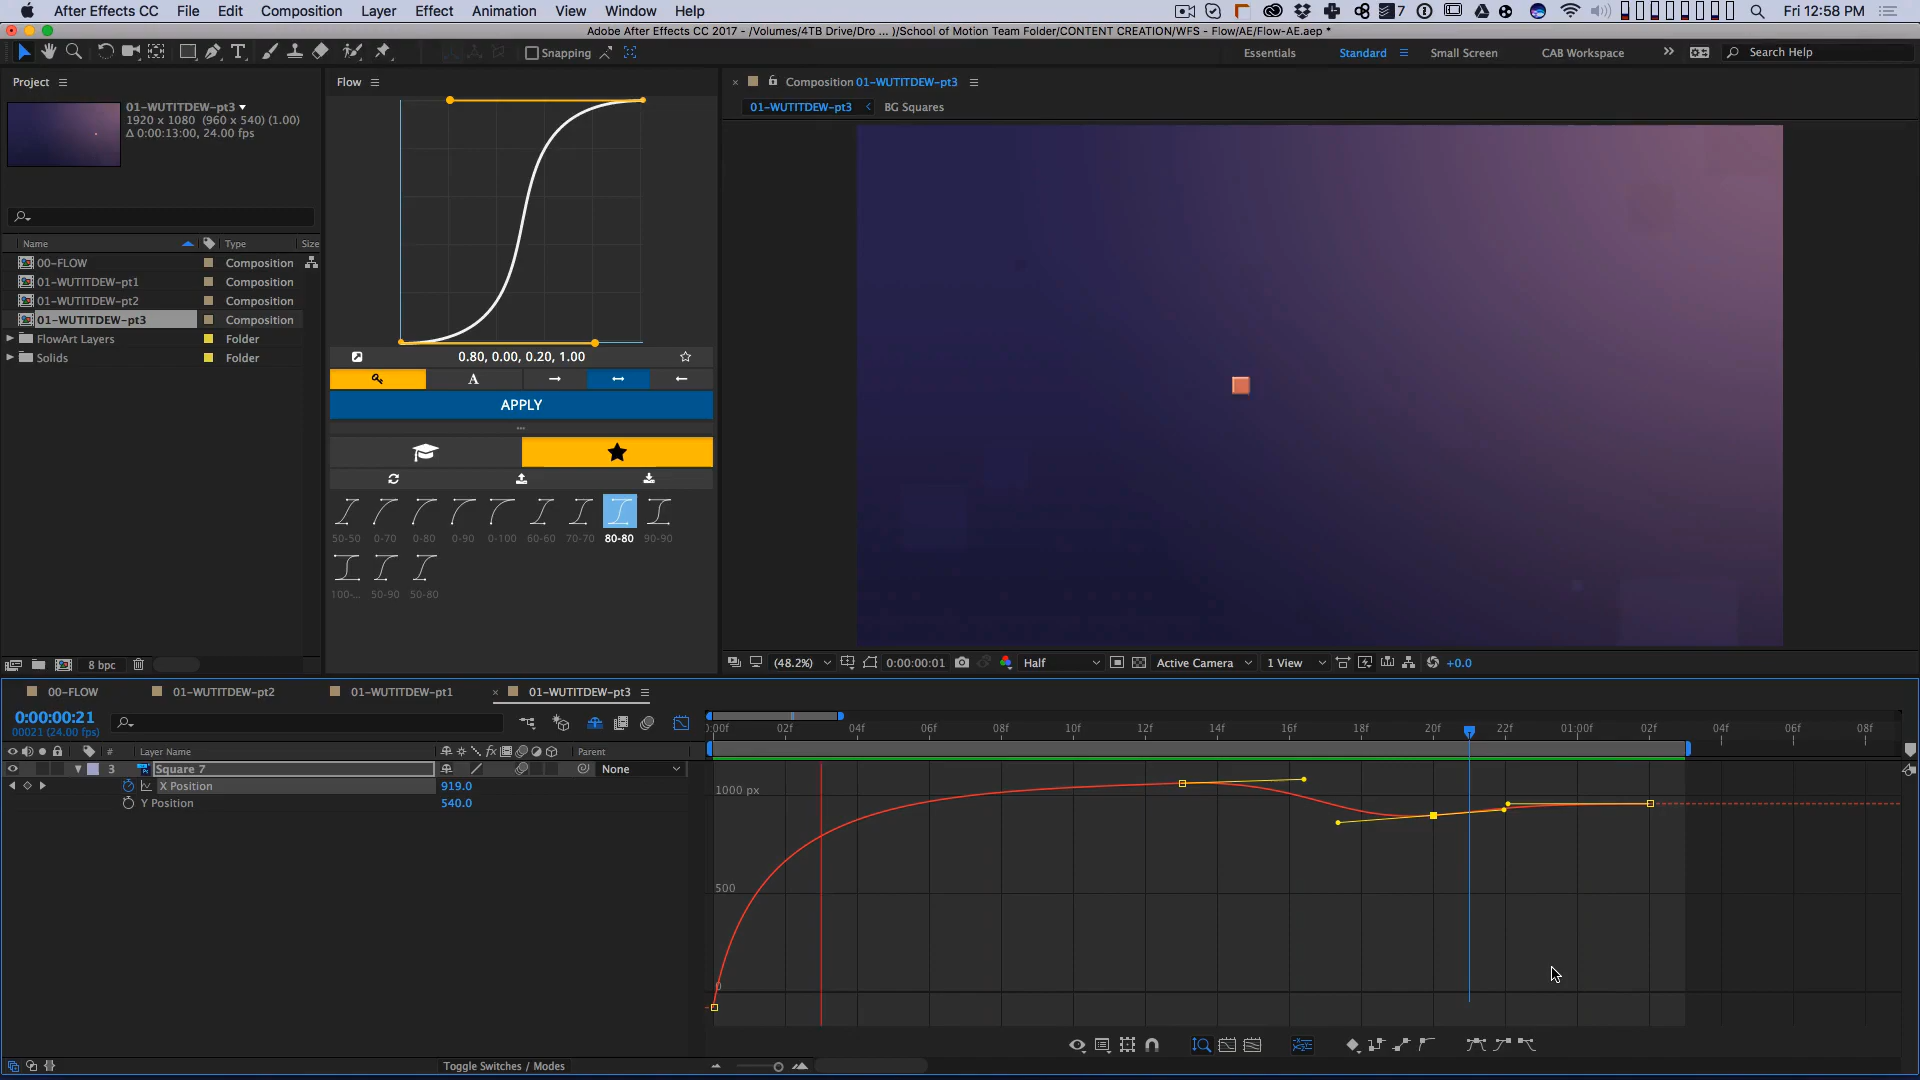 After Effects CC File Edit Composition Layer Effect Animation View Window Help
7 Fri 12:58 PM
Adobe After Effects CC 2017 - /Volumes/4TB Drive/Dro ... )/School of Motion Team Folder/CONTENT CREATION/WFS - Flow/AE/Flow-AE.aep *
Snapping Essentials Standard Small Screen CAB Workspace Search Help
Project Flow Composition 01-WUTITDEW-pt3
01-WUTITDEW-pt3
1920 x 1080 (960 x 540) (1.00)
Δ 0:00:13:00, 24.00 fps
01-WUTITDEW-pt3 BG Squares
Name Type Size
00-FLOW Composition
01-WUTITDEW-pt1 Composition
01-WUTITDEW-pt2 Composition
01-WUTITDEW-pt3 Composition
FlowArt Layers Folder
Solids Folder
0.80, 0.00, 0.20, 1.00
A
APPLY
50-50 0-70 0-80 0-90 0-100 60-60 70-70 80-80 90-90
100-... 50-90 50-80
8 bpc
(48.2%) 0:00:00:01 Half Active Camera 1 View +0.0
00-FLOW 01-WUTITDEW-pt2 01-WUTITDEW-pt1 01-WUTITDEW-pt3
0:00:00:21
00021 (24.00 fps)
# Layer Name fx Parent
3 Square 7 None
X Position 919.0
Y Position 540.0
:00f 02f 04f 06f 08f 10f 12f 14f 16f 18f 20f 22f 01:00f 02f 04f 06f 08f
1000 px
500
0
Toggle Switches / Modes